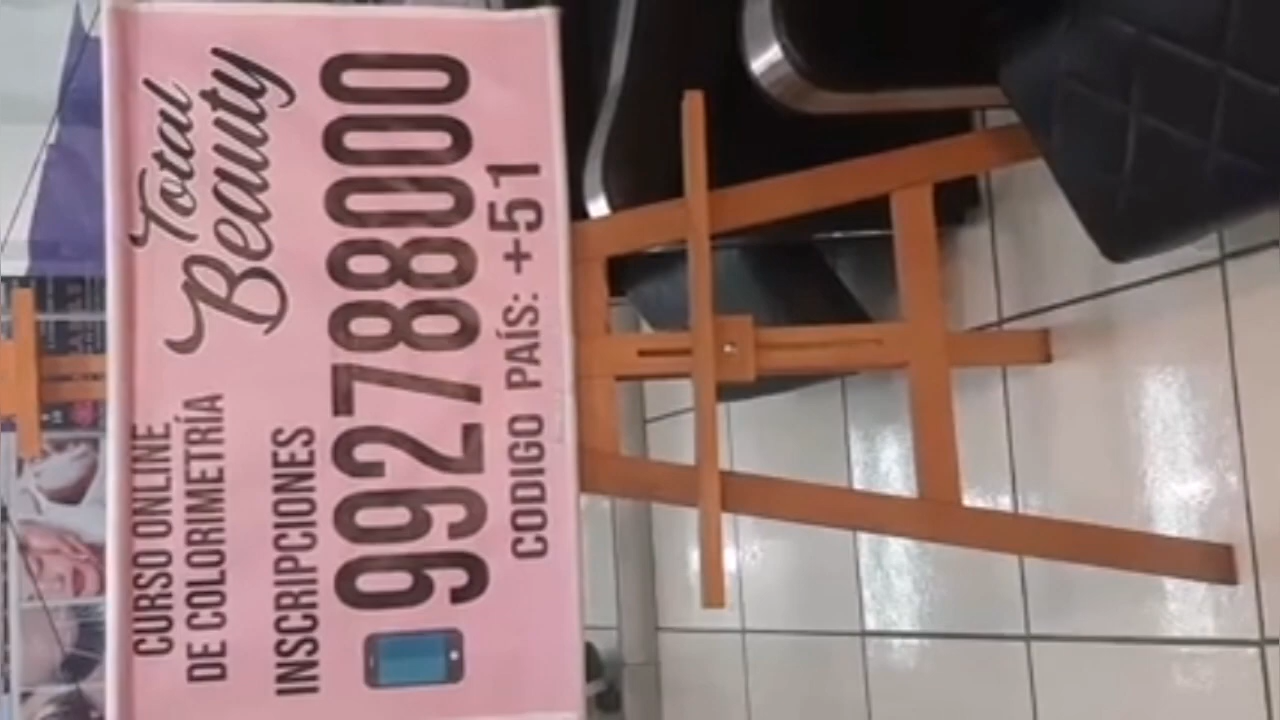 CURSO ONLINE
DE COLORIMETRÍA
Total
Beauty
INSCRIPCIONES
992788000
CODIGO PAÍS: +51